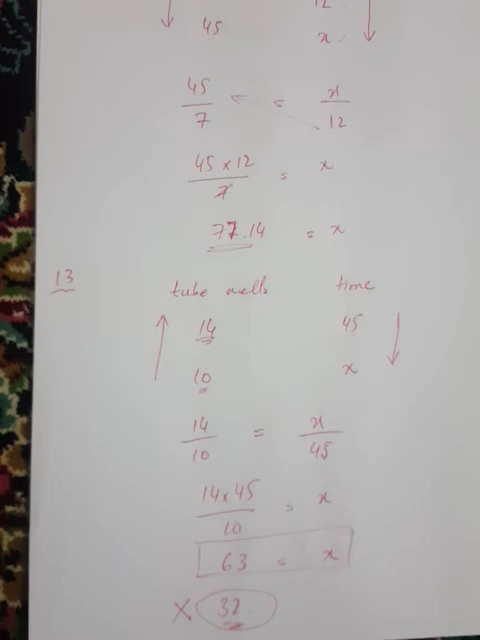 12
45 x
45/7 = x/12
45 × 12 / 7 = x
77.14 = x
13 tube wells time
14 45
10 x
14/10 = x/45
14 × 45 / 10 = x
63 = x
× 32